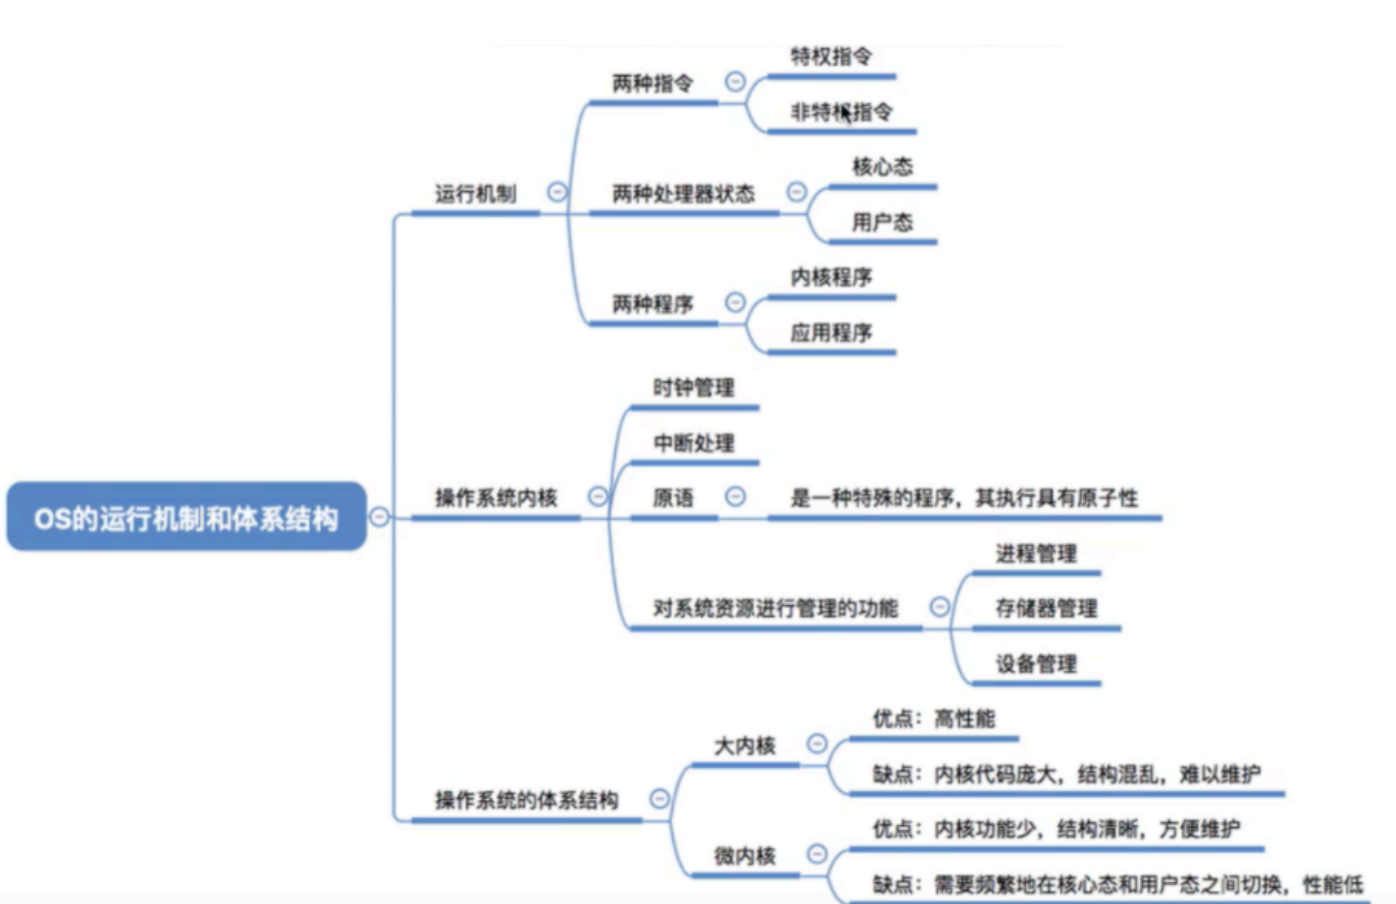 特权指令
两种指令
非特权指令
核心态
运行机制
两种处理器状态
用户态
内核程序
两种程序
应用程序
时钟管理
中断处理
OS的运行机制和体系结构
操作系统内核
原语
是一种特殊的程序，其执行具有原子性
进程管理
对系统资源进行管理的功能
存储器管理
设备管理
优点：高性能
大内核
缺点：内核代码庞大，结构混乱，难以维护
操作系统的体系结构
优点：内核功能少，结构清晰，方便维护
微内核
缺点：需要频繁地在核心态和用户态之间切换，性能低